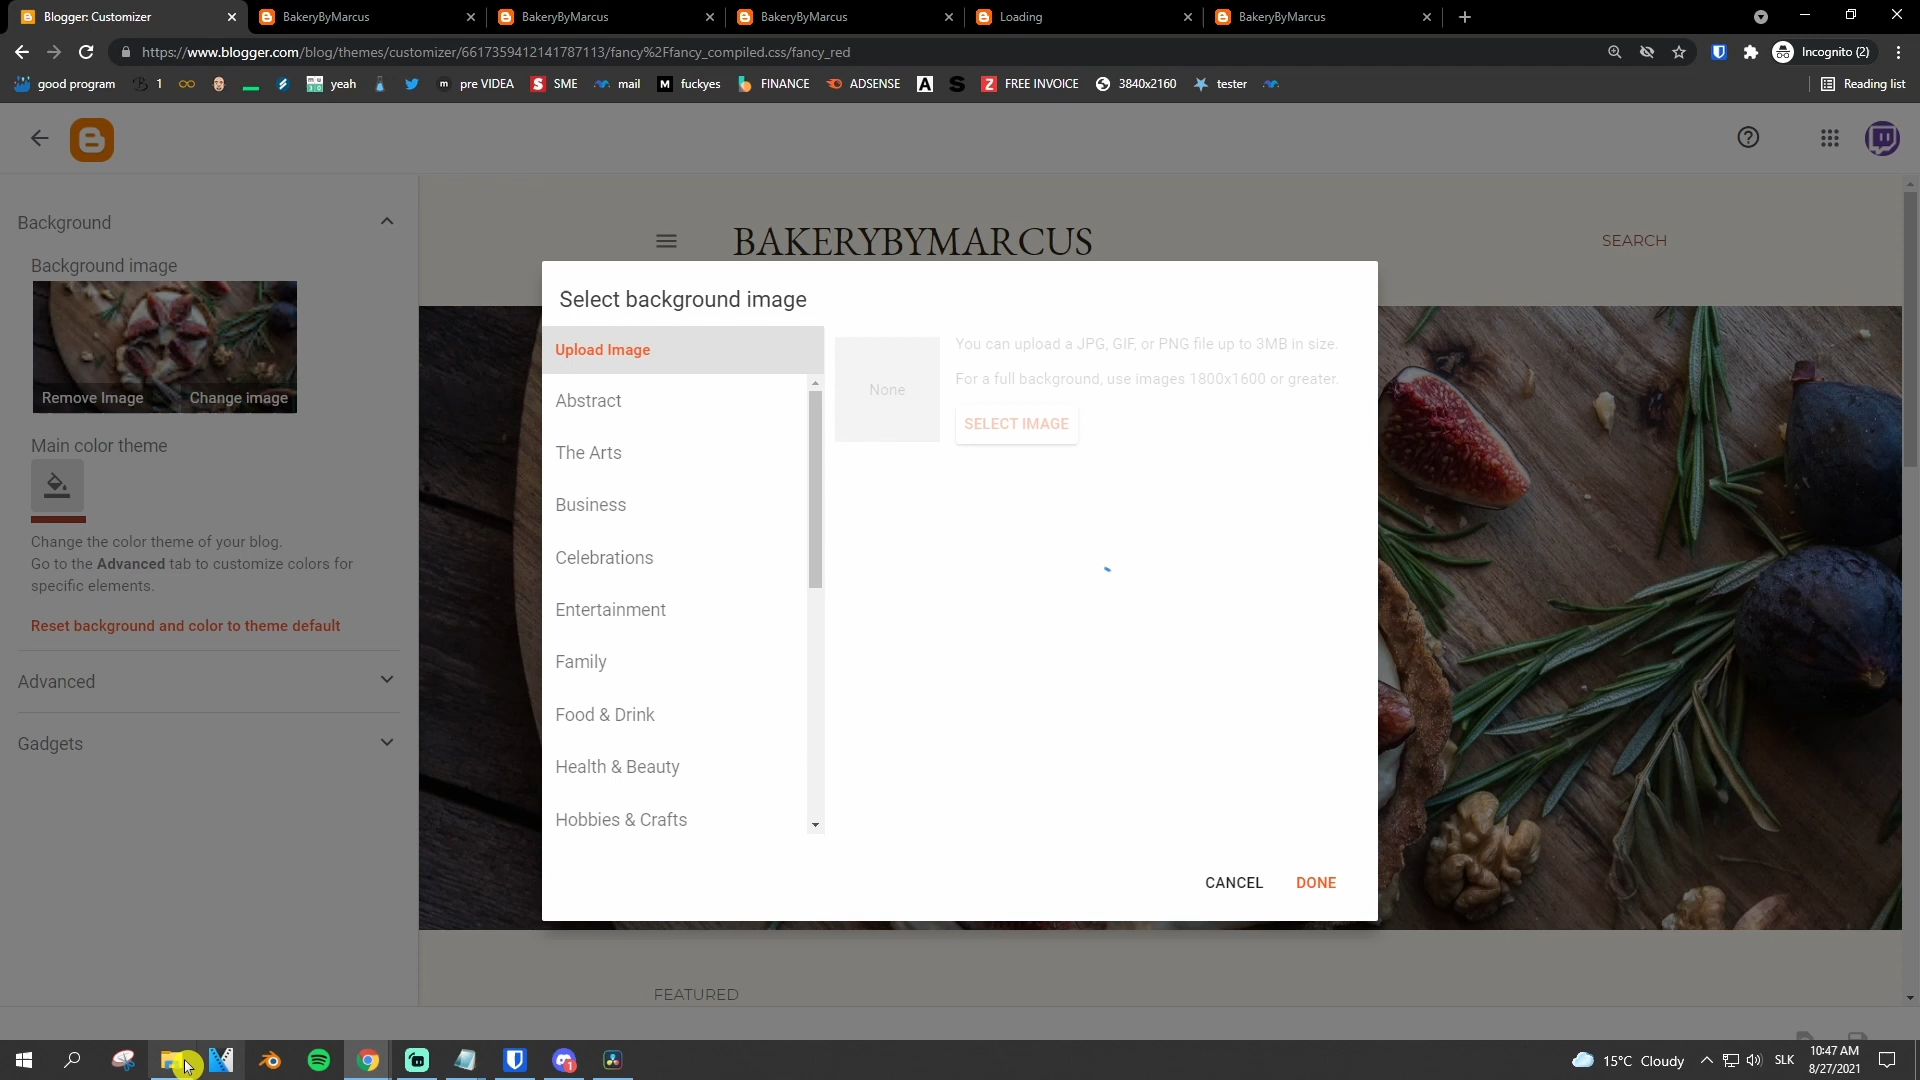 Blogger: Customizer
BakeryByMarcus
BakeryByMarcus
BakeryByMarcus
Loading
BakeryByMarcus
https://www.blogger.com/blog/themes/customizer/6617359412141787113/fancy%2Ffancy_compiled.css/fancy_red
Incognito (2)
good program
1
yeah
m
pre VIDEA
S
SME
mail
M
fuckyes
FINANCE
ADSENSE
A
S
Z
FREE INVOICE
3840x2160
tester
Reading list
Background
Background image
Remove Image
Change image
Main color theme
Change the color theme of your blog.
Go to the Advanced tab to customize colors for
specific elements.
Reset background and color to theme default
Advanced
Gadgets
BAKERYBYMARCUS
SEARCH
Select background image
Upload Image
Abstract
The Arts
Business
Celebrations
Entertainment
Family
Food & Drink
Health & Beauty
Hobbies & Crafts
None
You can upload a JPG, GIF, or PNG file up to 3MB in size.
For a full background, use images 1800x1600 or greater.
SELECT IMAGE
CANCEL
DONE
FEATURED
1
15°C Cloudy
SLK
10:47 AM
8/27/2021